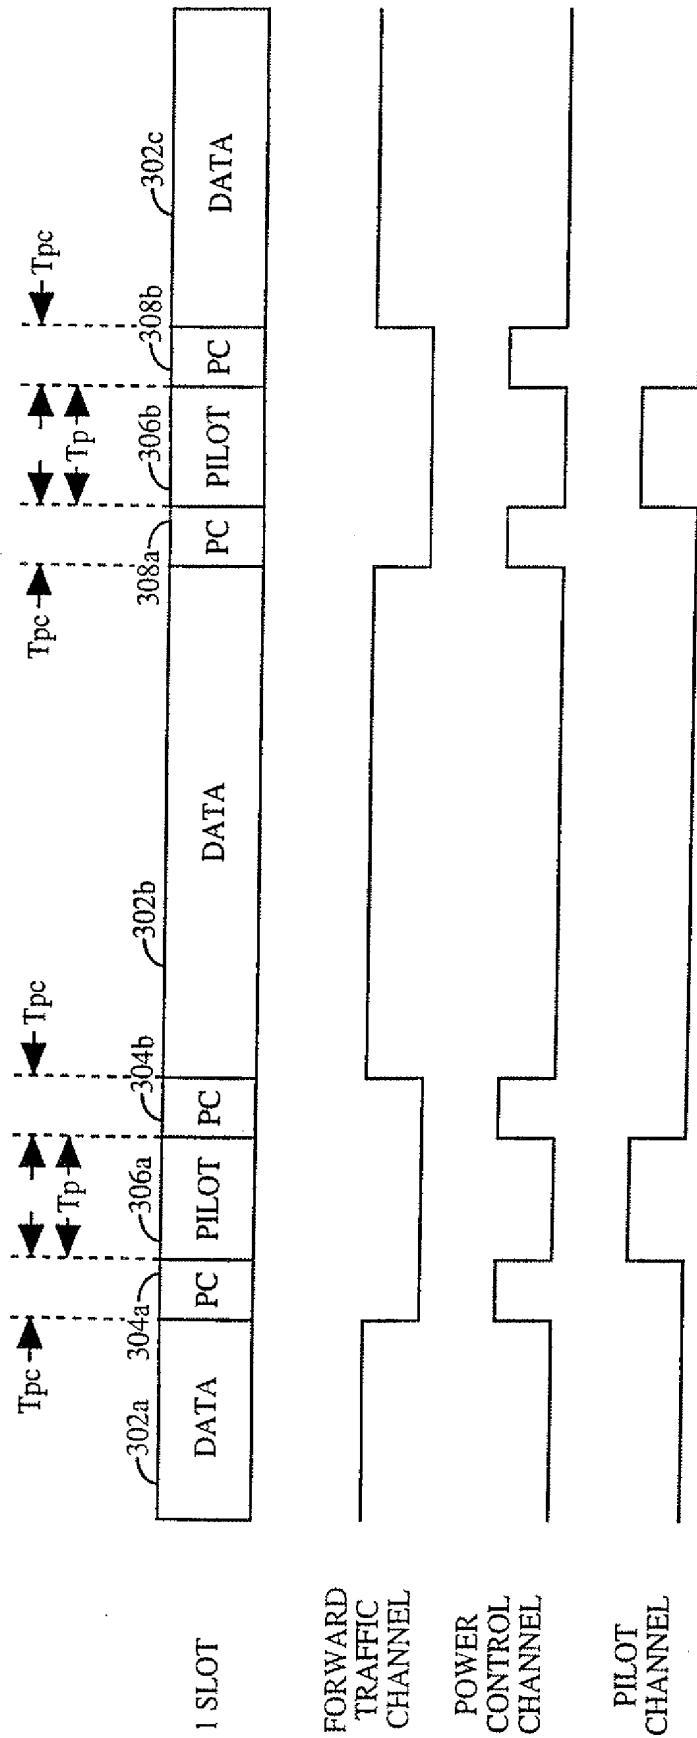 Tpc
Tp
Tpc
Tpc
Tp
Tpc
302a
304a
306a
304b
302b
308a
306b
308b
302c
1 SLOT
DATA
PC
PILOT
PC
DATA
PC
PILOT
PC
DATA
FORWARD
TRAFFIC
CHANNEL
POWER
CONTROL
CHANNEL
PILOT
CHANNEL